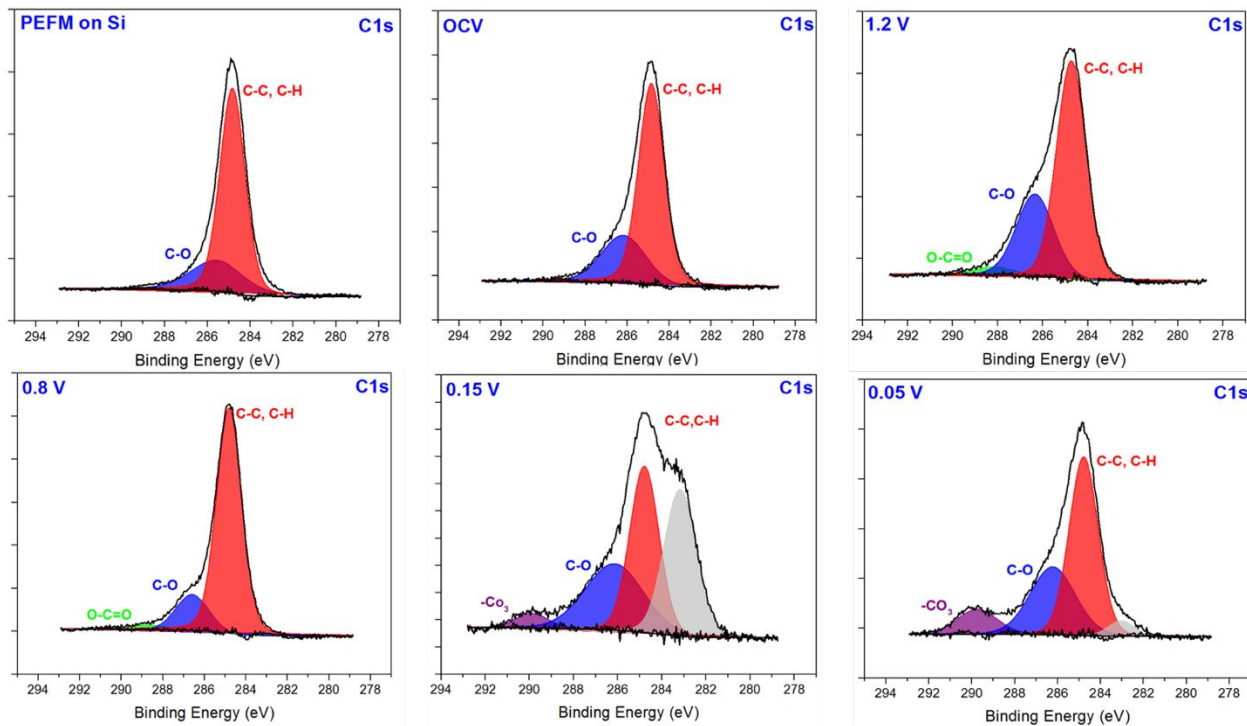 PEFM on Si C1s
C-C, C-H
C-O
294 292 290 288 286 284 282 280 278
Binding Energy (eV)
OCV C1s
C-C, C-H
C-O
294 292 290 288 286 284 282 280 278
Binding Energy (eV)
1.2 V C1s
C-C, C-H
C-O
O-C=O
294 292 290 288 286 284 282 280 278
Binding Energy (eV)
0.8 V C1s
C-C, C-H
C-O
O-C=O
294 292 290 288 286 284 282 280 278
Binding Energy (eV)
0.15 V C1s
C-C,C-H
C-O
-Co3
294 292 290 288 286 284 282 280 278
Binding Energy (eV)
0.05 V C1s
C-C, C-H
C-O
-CO3
294 292 290 288 286 284 282 280 278
Binding Energy (eV)